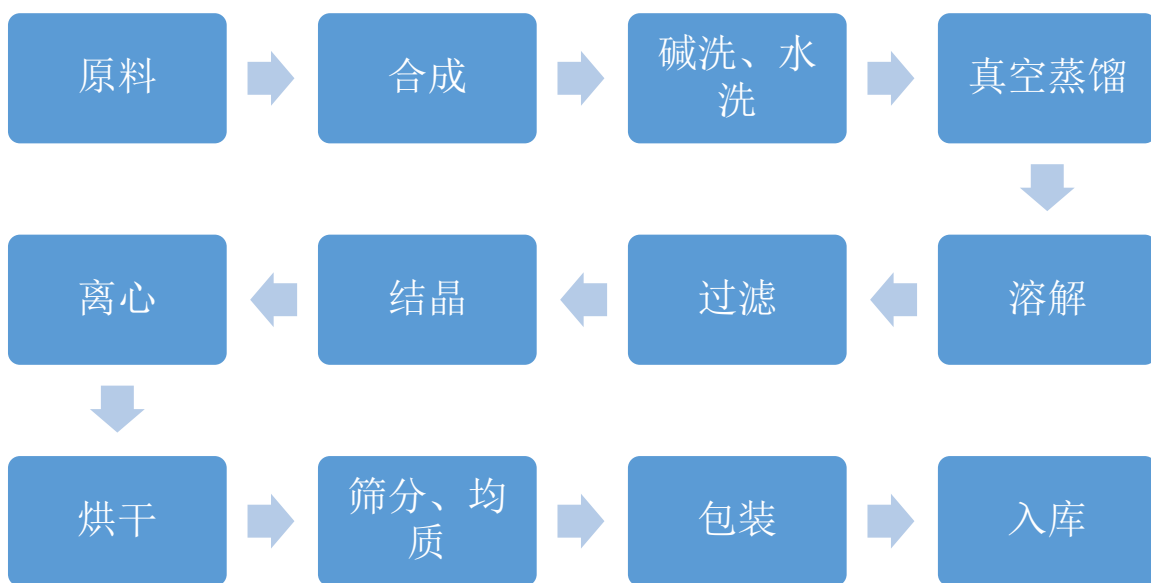 原料
合成
碱洗、水
洗
真空蒸馏
溶解
过滤
结晶
离心
烘干
筛分、均
质
包装
入库